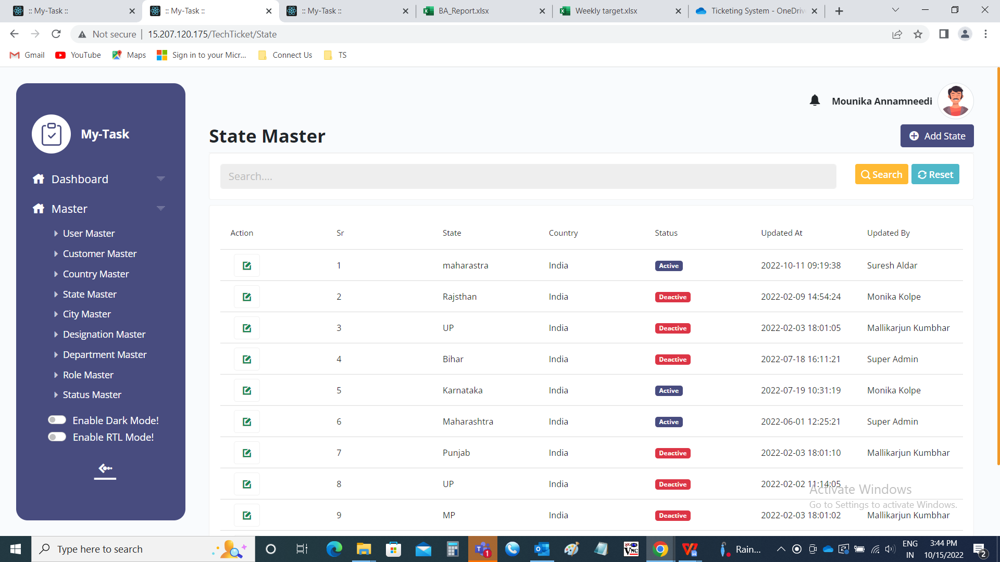 :: My-Task :: :: My-Task :: :: My-Task :: BA_Report.xlsx Weekly target.xlsx Ticketing System - OneDriv
Not secure 15.207.120.175/TechTicket/State
Gmail YouTube Maps Sign in to your Micr... Connect Us TS
Mounika Annamneedi
My-Task
State Master
Add State
Search....
Search Reset
Dashboard
Master
User Master
Customer Master
Country Master
State Master
City Master
Designation Master
Department Master
Role Master
Status Master
Enable Dark Mode!
Enable RTL Mode!
Action Sr State Country Status Updated At Updated By
1 maharastra India Active 2022-10-11 09:19:38 Suresh Aldar
2 Rajsthan India Deactive 2022-02-09 14:54:24 Monika Kolpe
3 UP India Deactive 2022-02-03 18:01:05 Mallikarjun Kumbhar
4 Bihar India Deactive 2022-07-18 16:11:21 Super Admin
5 Karnataka India Active 2022-07-19 10:31:19 Monika Kolpe
6 Maharashtra India Active 2022-06-01 12:25:21 Super Admin
7 Punjab India Deactive 2022-02-03 18:01:10 Mallikarjun Kumbhar
8 UP India Deactive 2022-02-02 11:14:05
9 MP India Deactive 2022-02-03 18:01:02 Mallikarjun Kumbhar
Activate Windows
Go to Settings to activate Windows.
Type here to search
1
VNC
Rain...
ENG
IN
3:44 PM
10/15/2022
2